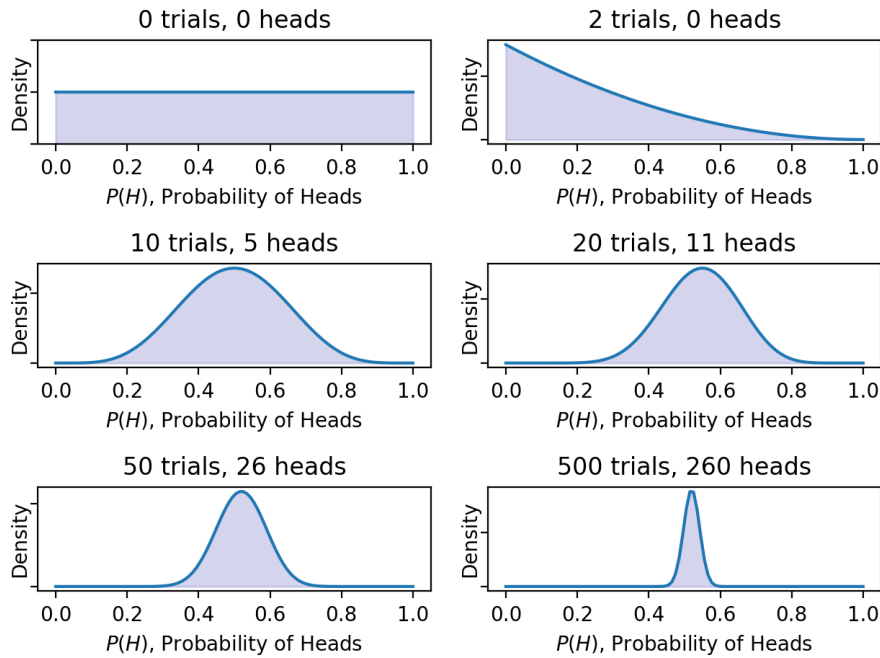 0 trials, 0 heads
Density
0.0 0.2 0.4 0.6 0.8 1.0
P(H), Probability of Heads
2 trials, 0 heads
Density
0.0 0.2 0.4 0.6 0.8 1.0
P(H), Probability of Heads
10 trials, 5 heads
Density
0.0 0.2 0.4 0.6 0.8 1.0
P(H), Probability of Heads
20 trials, 11 heads
Density
0.0 0.2 0.4 0.6 0.8 1.0
P(H), Probability of Heads
50 trials, 26 heads
Density
0.0 0.2 0.4 0.6 0.8 1.0
P(H), Probability of Heads
500 trials, 260 heads
Density
0.0 0.2 0.4 0.6 0.8 1.0
P(H), Probability of Heads